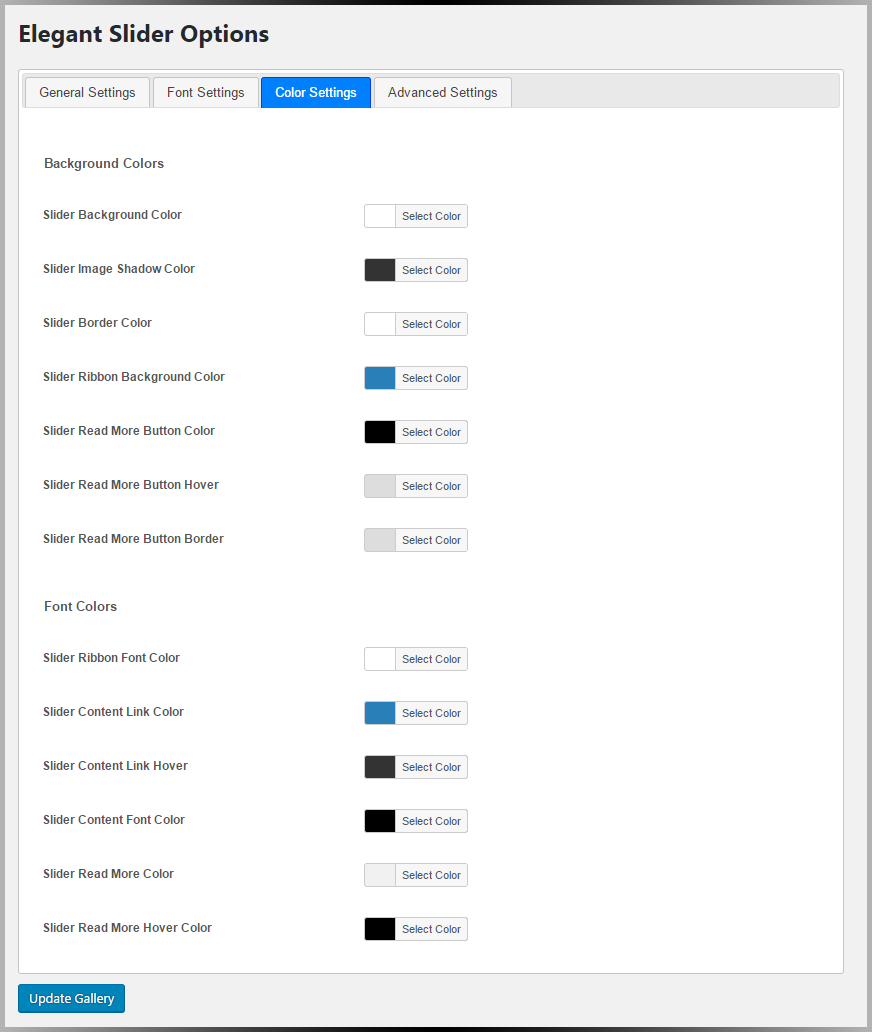 Elegant Slider Options
General Settings Font Settings Color Settings Advanced Settings
Background Colors
Slider Background Color Select Color
Slider Image Shadow Color Select Color
Slider Border Color Select Color
Slider Ribbon Background Color Select Color
Slider Read More Button Color Select Color
Slider Read More Button Hover Select Color
Slider Read More Button Border Select Color
Font Colors
Slider Ribbon Font Color Select Color
Slider Content Link Color Select Color
Slider Content Link Hover Select Color
Slider Content Font Color Select Color
Slider Read More Color Select Color
Slider Read More Hover Color Select Color
Update Gallery